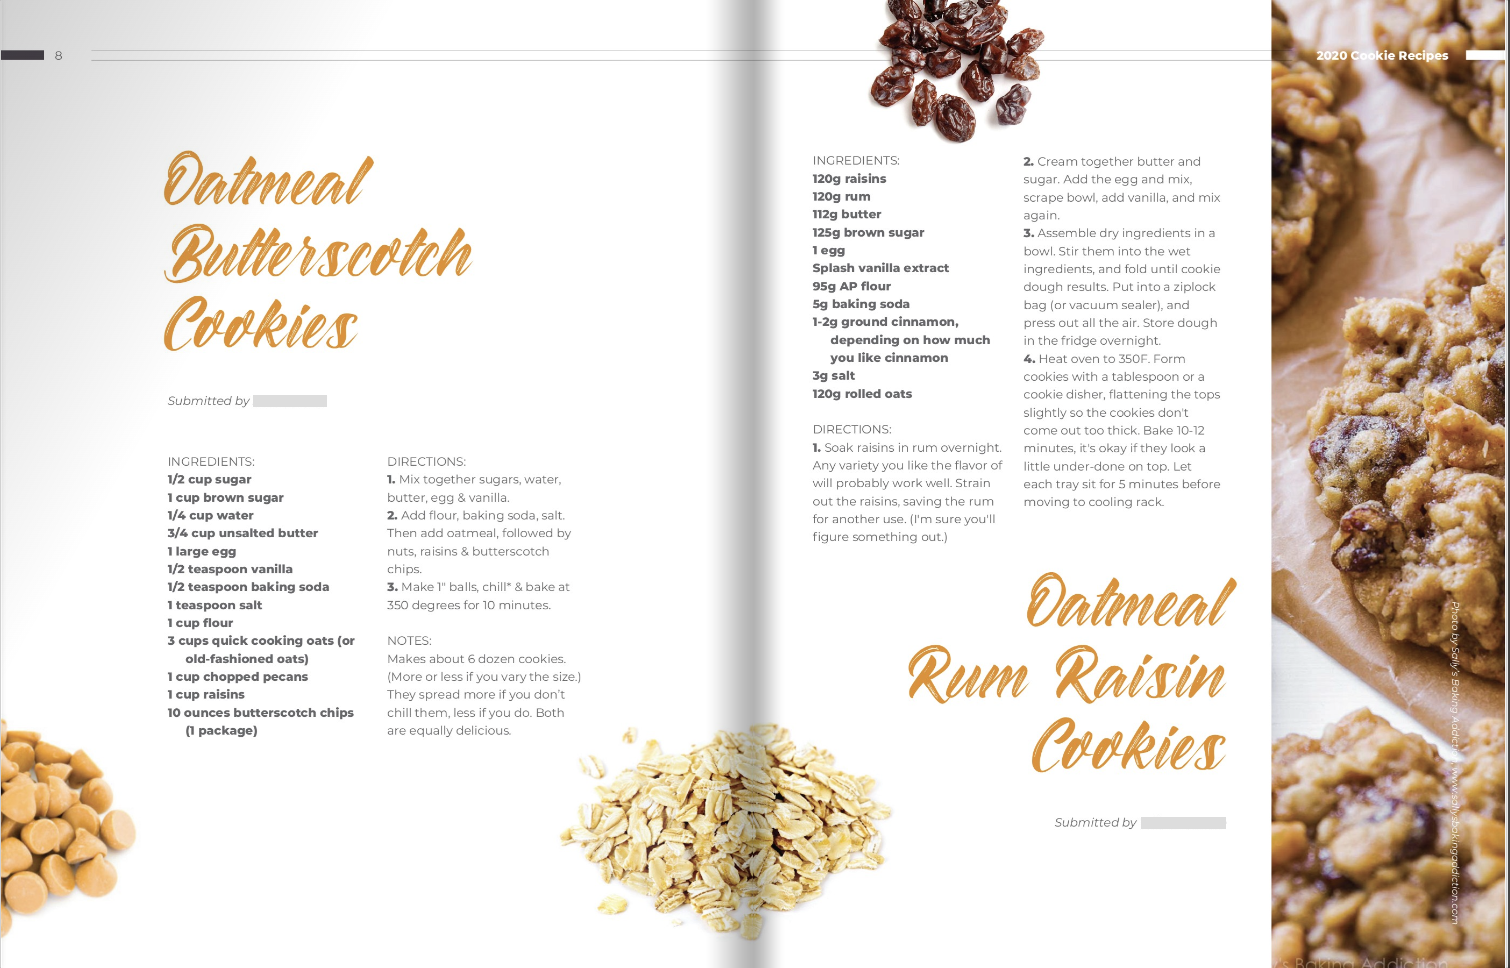 8
Oatmeal
Butterscotch
Cookies
Submitted by
INGREDIENTS:
1/2 cup sugar
1 cup brown sugar
1/4 cup water
3/4 cup unsalted butter
1 large egg
1/2 teaspoon vanilla
1/2 teaspoon baking soda
1 teaspoon salt
1 cup flour
3 cups quick cooking oats (or
old-fashioned oats)
1 cup chopped pecans
1 cup raisins
10 ounces butterscotch chips
(1 package)
DIRECTIONS:
1. Mix together sugars, water,
butter, egg & vanilla.
2. Add flour, baking soda, salt.
Then add oatmeal, followed by
nuts, raisins & butterscotch
chips.
3. Make 1" balls, chill* & bake at
350 degrees for 10 minutes.
NOTES:
Makes about 6 dozen cookies.
(More or less if you vary the size.)
They spread more if you don't
chill them, less if you do. Both
are equally delicious.
2020 Cookie Recipes
INGREDIENTS:
120g raisins
120g rum
112g butter
125g brown sugar
1 egg
Splash vanilla extract
95g AP flour
5g baking soda
1-2g ground cinnamon,
depending on how much
you like cinnamon
3g salt
120g rolled oats
DIRECTIONS:
1. Soak raisins in rum overnight.
Any variety you like the flavor of
will probably work well. Strain
out the raisins, saving the rum
for another use. (I'm sure you'll
figure something out.)
2. Cream together butter and
sugar. Add the egg and mix,
scrape bowl, add vanilla, and mix
again.
3. Assemble dry ingredients in a
bowl. Stir them into the wet
ingredients, and fold until cookie
dough results. Put into a ziplock
bag (or vacuum sealer), and
press out all the air. Store dough
in the fridge overnight.
4. Heat oven to 350F. Form
cookies with a tablespoon or a
cookie disher, flattening the tops
slightly so the cookies don't
come out too thick. Bake 10-12
minutes, it's okay if they look a
little under-done on top. Let
each tray sit for 5 minutes before
moving to cooling rack.
Oatmeal
Rum Raisin
Cookies
Submitted by
Photo by Sally's Baking Addiction www.sallysbakingaddiction.com
's Baking Addiction